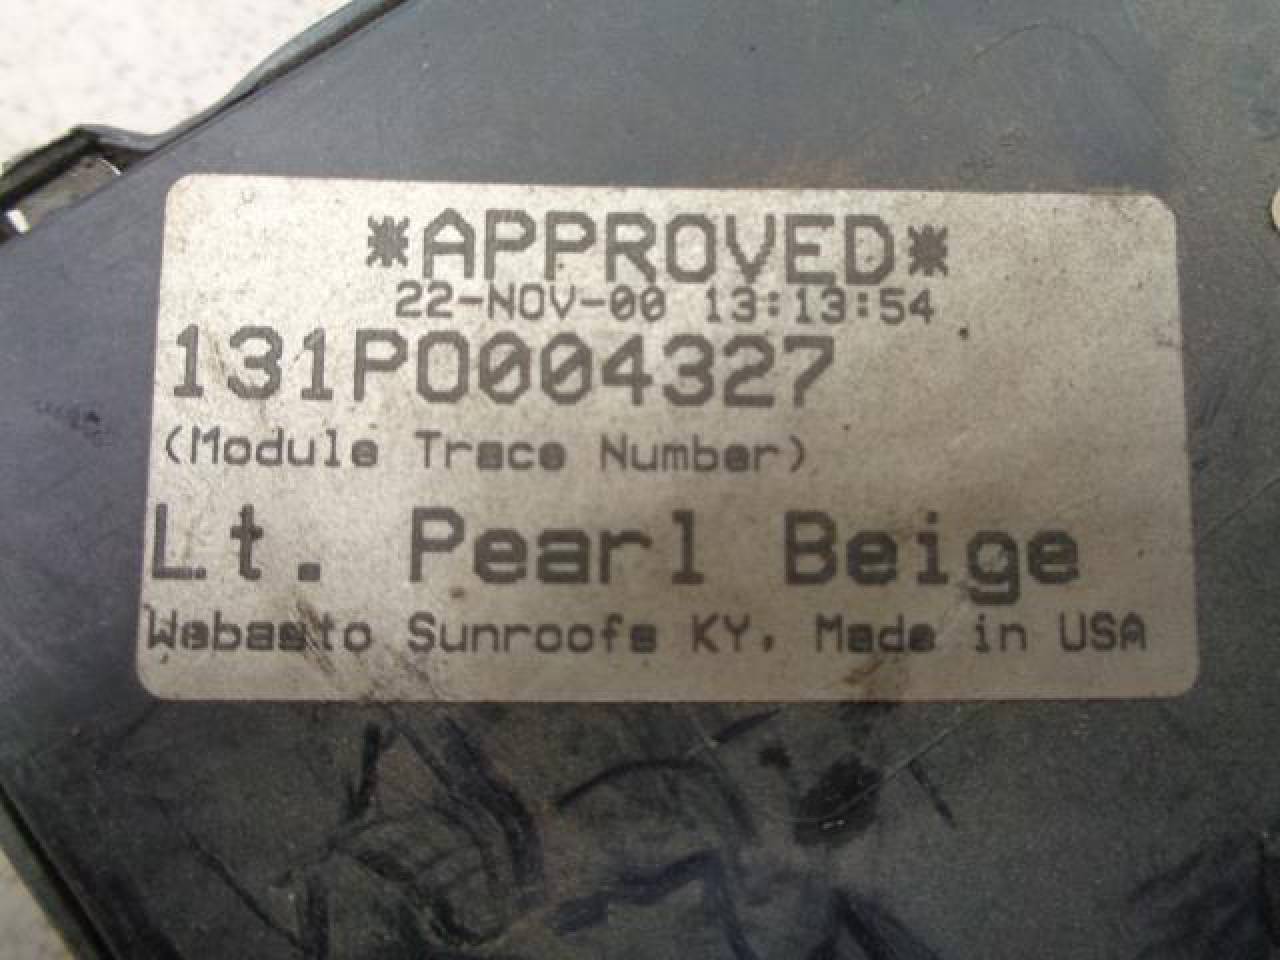 *APPROVED*
22-NOV-00 13:13:54
131PO004327
(Module Trace Number)
Lt. Pearl Beige
Webasto Sunroofs KY, Made in USA